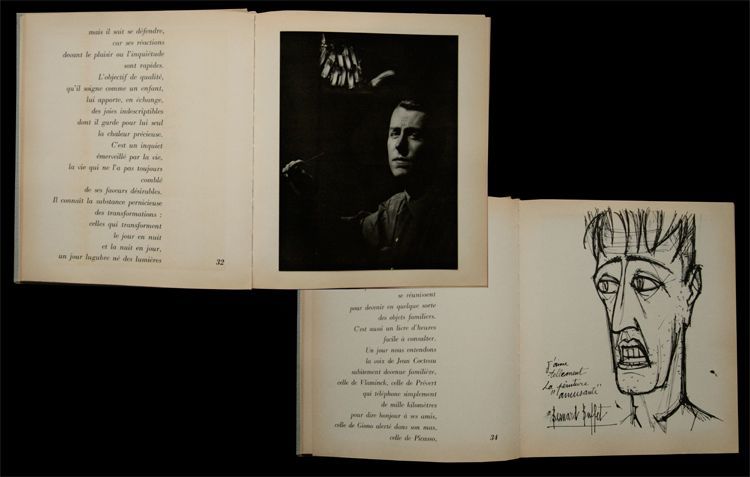 mais il sait se défendre,
car ses réactions
devant le plaisir ou l'inquiétude
sont rapides.
L'objectif de qualité,
qu'il soigne comme un enfant,
lui apporte, en échange,
des joies indescriptibles
dont il garde pour lui seul
la chaleur précieuse.
C'est un inquiet
émerveillé par la vie,
la vie qui ne l'a pas toujours
comblé
de ses faveurs désirables.
Il connaît la substance pernicieuse
des transformations :
celles qui transforment
le jour en nuit
et la nuit en jour,
un jour lugubre né des lumières
32
se réunissent
pour devenir en quelque sorte
des objets familiers.
C'est aussi un livre d'heures
facile à consulter.
Un jour nous entendons
la voix de Jean Cocteau
subitement devenue familière,
celle de Vlaminck, celle de Prévert
qui téléphone simplement
de mille kilomètres
pour dire bonjour à ses amis,
celle de Giono alerté dans son mas,
celle de Picasso,
34
j'aime
tellement
la peinture
"amusante"
Bernard Buffet